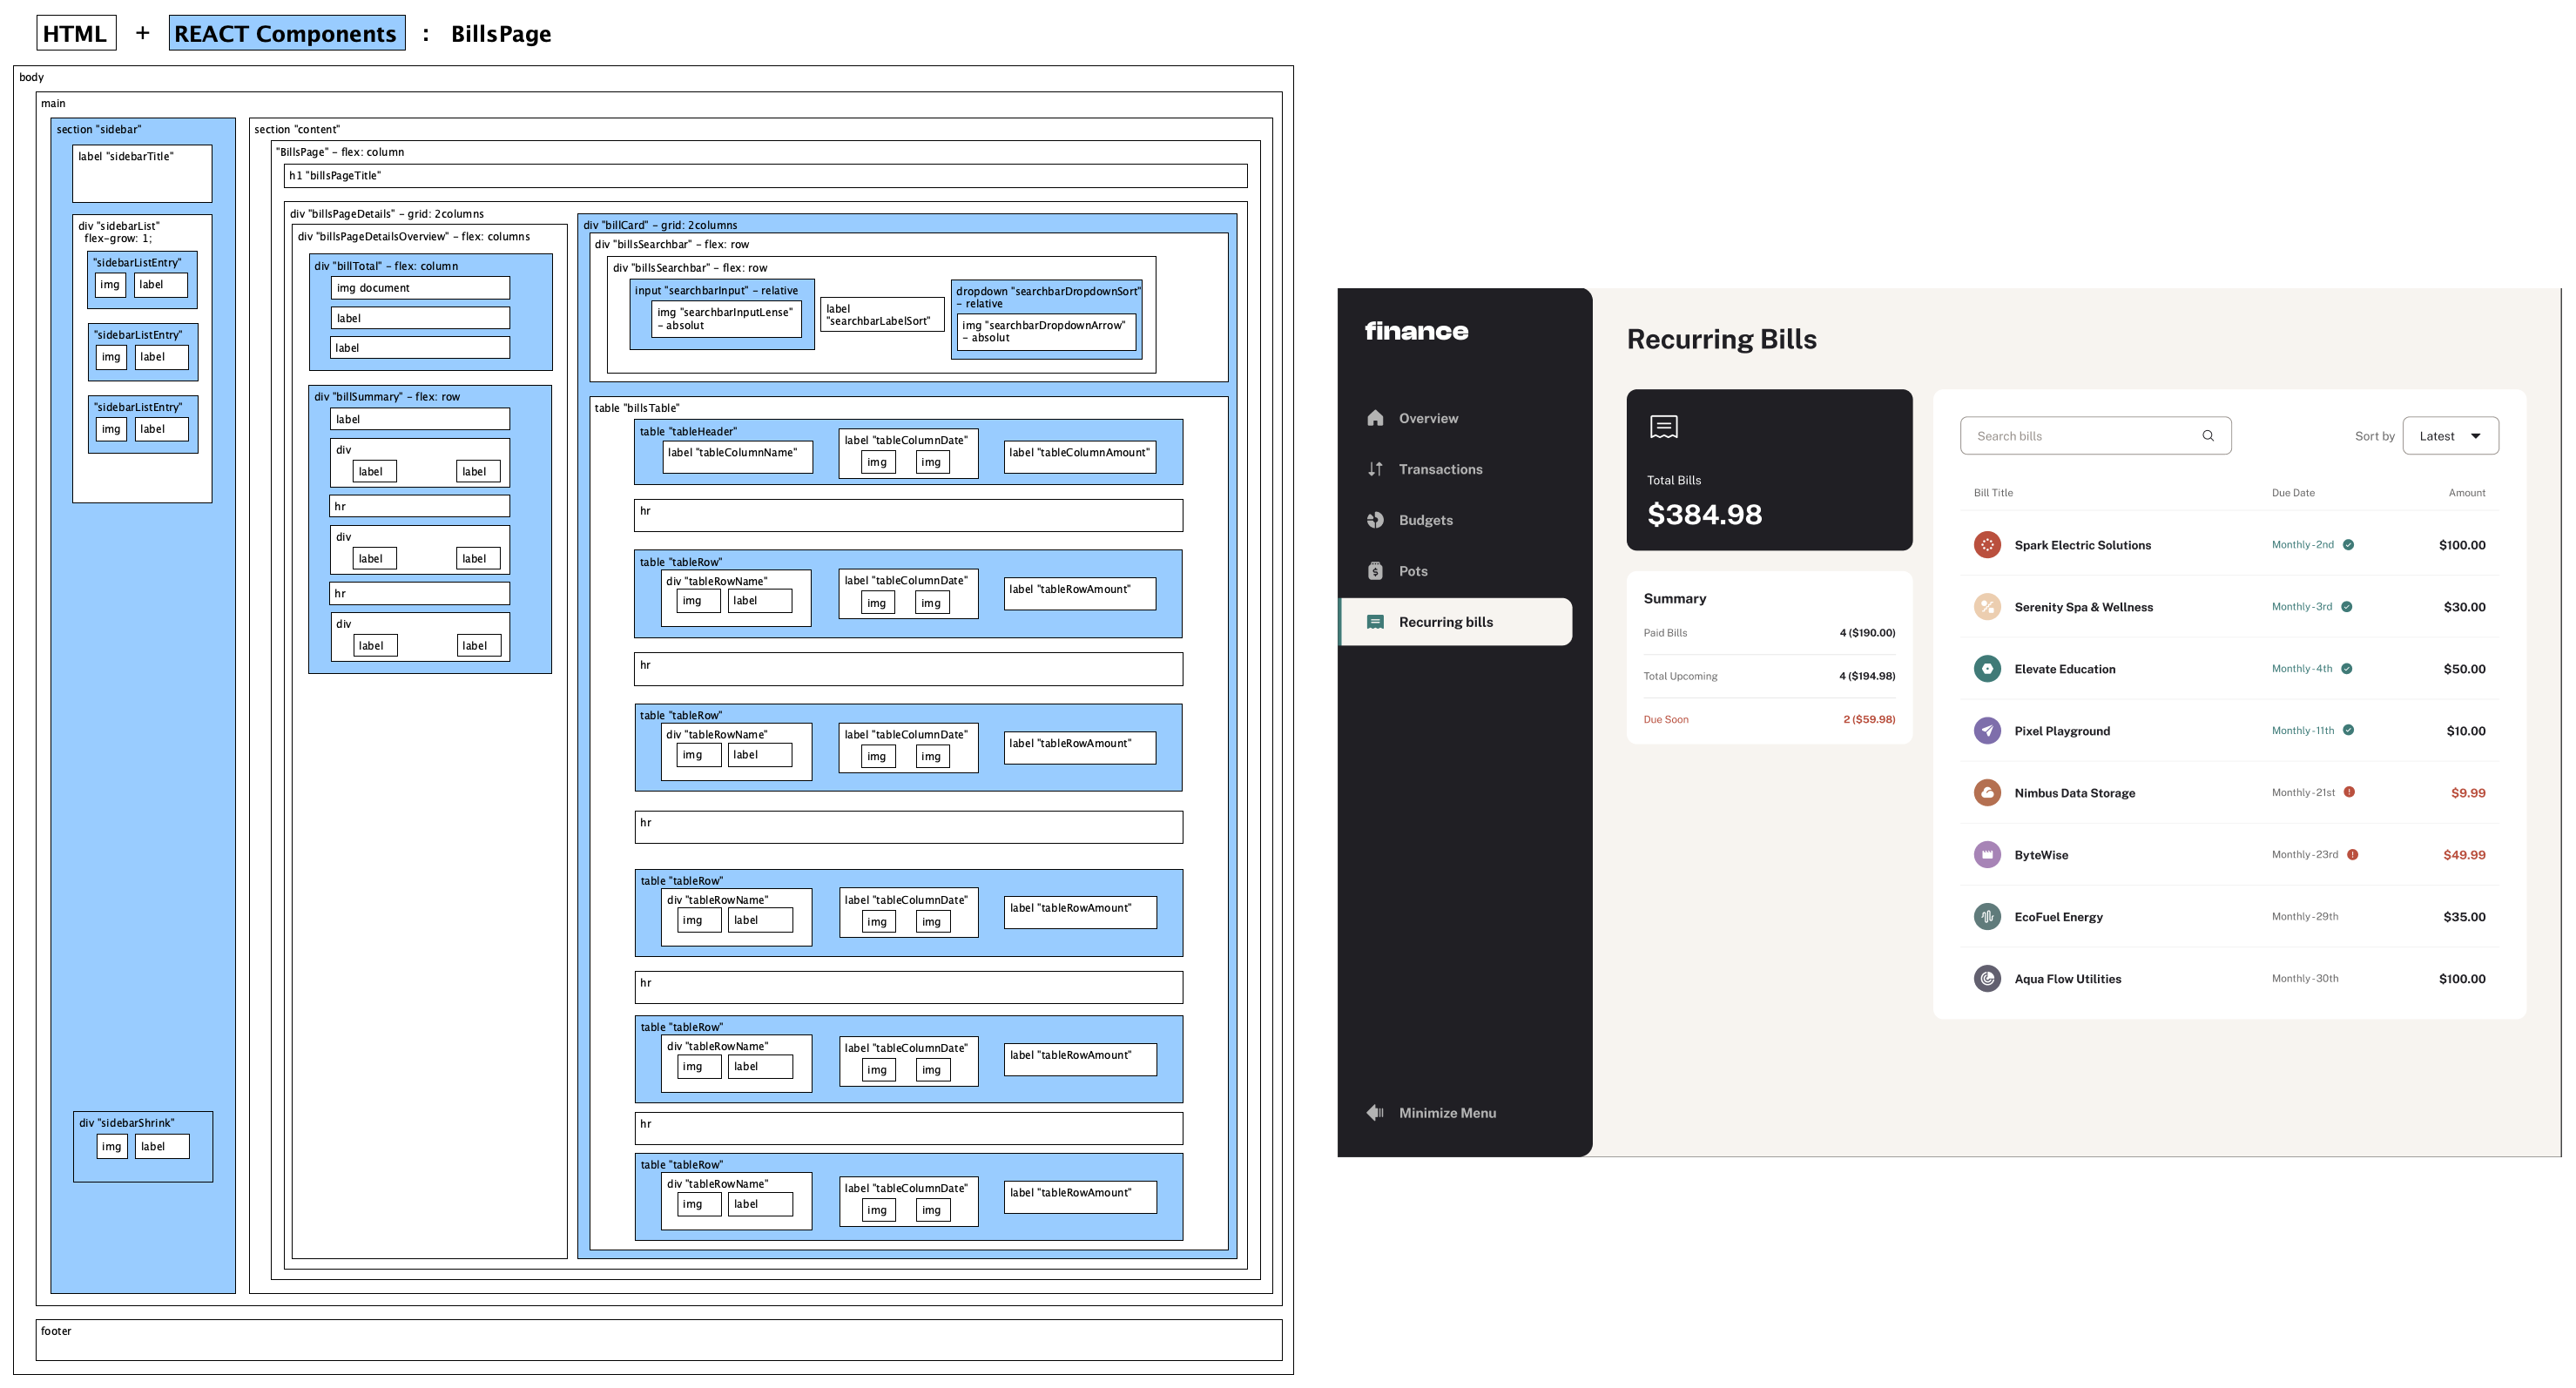 HTML + REACT Components : BillsPage
body
main
section "sidebar"
label "sidebarTitle"
div "sidebarList"
flex-grow: 1;
"sidebarListEntry"
img label
"sidebarListEntry"
img label
"sidebarListEntry"
img label
div "sidebarShrink"
img label
section "content"
"BillsPage" - flex: column
h1 "billsPageTitle"
div "billsPageDetails" - grid: 2columns
div "billsPageDetailsOverview" - flex: columns
div "billTotal" - flex: column
img document
label
label
div "billSummary" - flex: row
label
div
label label
hr
div
label label
hr
div
label label
div "billCard" - grid: 2columns
div "billsSearchbar" - flex: row
div "billsSearchbar" - flex: row
input "searchbarInput" - relative
img "searchbarInputLense"
- absolut
label
"searchbarLabelSort"
dropdown "searchbarDropdownSort"
- relative
img "searchbarDropdownArrow"
- absolut
table "billsTable"
table "tableHeader"
label "tableColumnName"
label "tableColumnDate"
img img
label "tableColumnAmount"
hr
table "tableRow"
div "tableRowName"
img label
label "tableColumnDate"
img img
label "tableRowAmount"
hr
table "tableRow"
div "tableRowName"
img label
label "tableColumnDate"
img img
label "tableRowAmount"
hr
table "tableRow"
div "tableRowName"
img label
label "tableColumnDate"
img img
label "tableRowAmount"
hr
table "tableRow"
div "tableRowName"
img label
label "tableColumnDate"
img img
label "tableRowAmount"
hr
table "tableRow"
div "tableRowName"
img label
label "tableColumnDate"
img img
label "tableRowAmount"
footer
finance
Overview
Transactions
Budgets
Pots
Recurring bills
Minimize Menu
Recurring Bills
Total Bills
$384.98
Summary
Paid Bills 4 ($190.00)
Total Upcoming 4 ($194.98)
Due Soon 2 ($59.98)
Search bills Sort by Latest
Bill Title Due Date Amount
Spark Electric Solutions Monthly-2nd $100.00
Serenity Spa & Wellness Monthly-3rd $30.00
Elevate Education Monthly-4th $50.00
Pixel Playground Monthly-11th $10.00
Nimbus Data Storage Monthly-21st $9.99
ByteWise Monthly-23rd $49.99
EcoFuel Energy Monthly-29th $35.00
Aqua Flow Utilities Monthly-30th $100.00